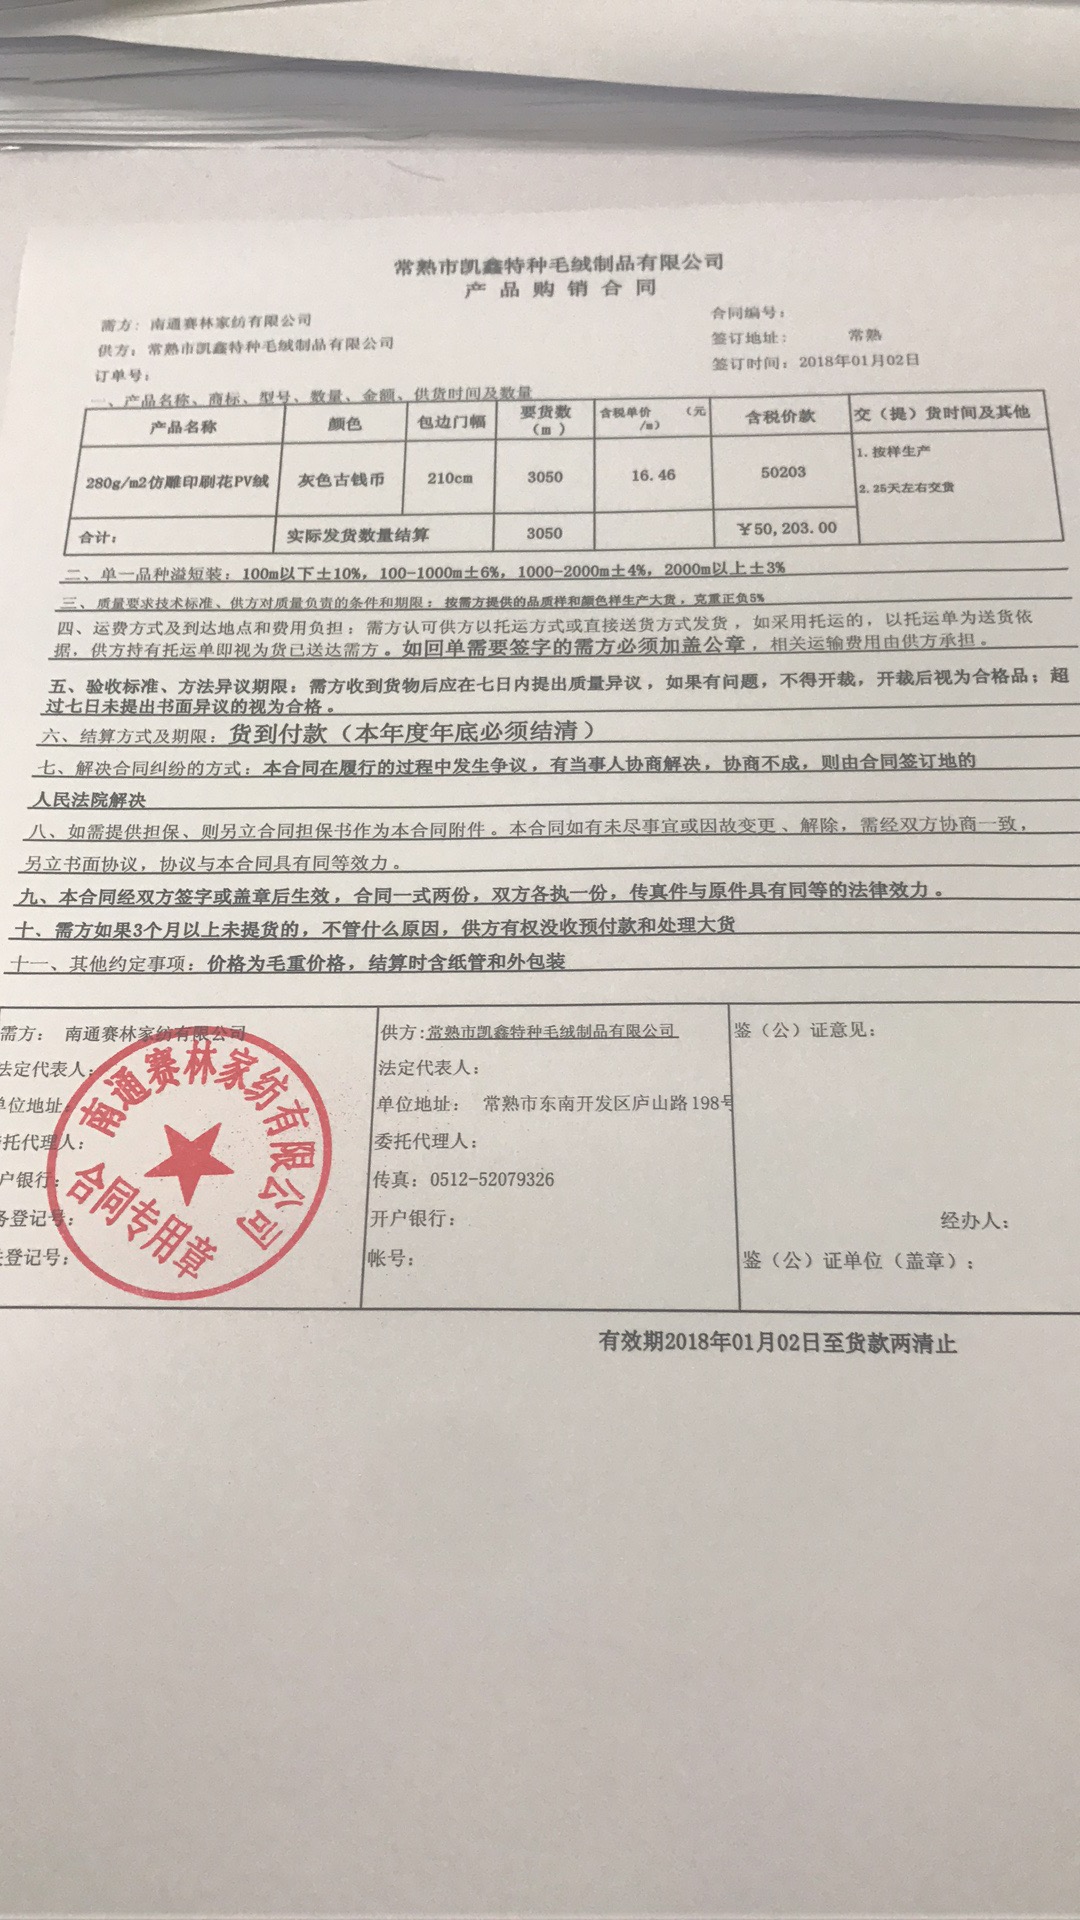 常熟市凯鑫特种毛绒制品有限公司
产品购销合同
合同编号：
需方：南通赛林家纺有限公司
签订地址： 常熟
供方：常熟市凯鑫特种毛绒制品有限公司
签订时间：2018年01月02日
订单号：
一、产品名称、商标、型号、数量、金额、供货时间及数量
产品名称 颜色 包边门幅 要货数（m） 含税单价（元/m） 含税价款 交（提）货时间及其他
280g/m2仿雕印刷花PV绒 灰色古钱币 210cm 3050 16.46 50203 1.按样生产
2.25天左右交货
合计： 实际发货数量结算 3050 ￥50,203.00
二、单一品种溢短装：100m以下±10%，100-1000m±6%，1000-2000m±4%，2000m以上±3%
三、质量要求技术标准、供方对质量负责的条件和期限：按需方提供的品质样和颜色样生产大货，克重正负5%
四、运费方式及到达地点和费用负担：需方认可供方以托运方式或直接送货方式发货，如采用托运的，以托运单为送货依
据，供方持有托运单即视为货已送达需方。如回单需要签字的需方必须加盖公章，相关运输费用由供方承担。
五、验收标准、方法异议期限：需方收到货物后应在七日内提出质量异议，如果有问题，不得开裁，开裁后视为合格品；超
过七日未提出书面异议的视为合格。
六、结算方式及期限：货到付款（本年度年底必须结清）
七、解决合同纠纷的方式：本合同在履行的过程中发生争议，有当事人协商解决，协商不成，则由合同签订地的
人民法院解决
八、如需提供担保、则另立合同担保书作为本合同附件。本合同如有未尽事宜或因故变更、解除，需经双方协商一致，
另立书面协议，协议与本合同具有同等效力。
九、本合同经双方签字或盖章后生效，合同一式两份，双方各执一份，传真件与原件具有同等的法律效力。
十、需方如果3个月以上未提货的，不管什么原因，供方有权没收预付款和处理大货
十一、其他约定事项：价格为毛重价格，结算时含纸管和外包装
需方： 南通赛林家纺有限公司
法定代表人：
单位地址：
托代理人：
户银行：
务登记号：
登记号：
南通赛林家纺有限公司
合同专用章
供方:常熟市凯鑫特种毛绒制品有限公司
法定代表人：
单位地址： 常熟市东南开发区庐山路198号
委托代理人：
传真：0512-52079326
开户银行：
帐号：
鉴（公）证意见：
经办人：
鉴（公）证单位（盖章）：
有效期2018年01月02日至货款两清止